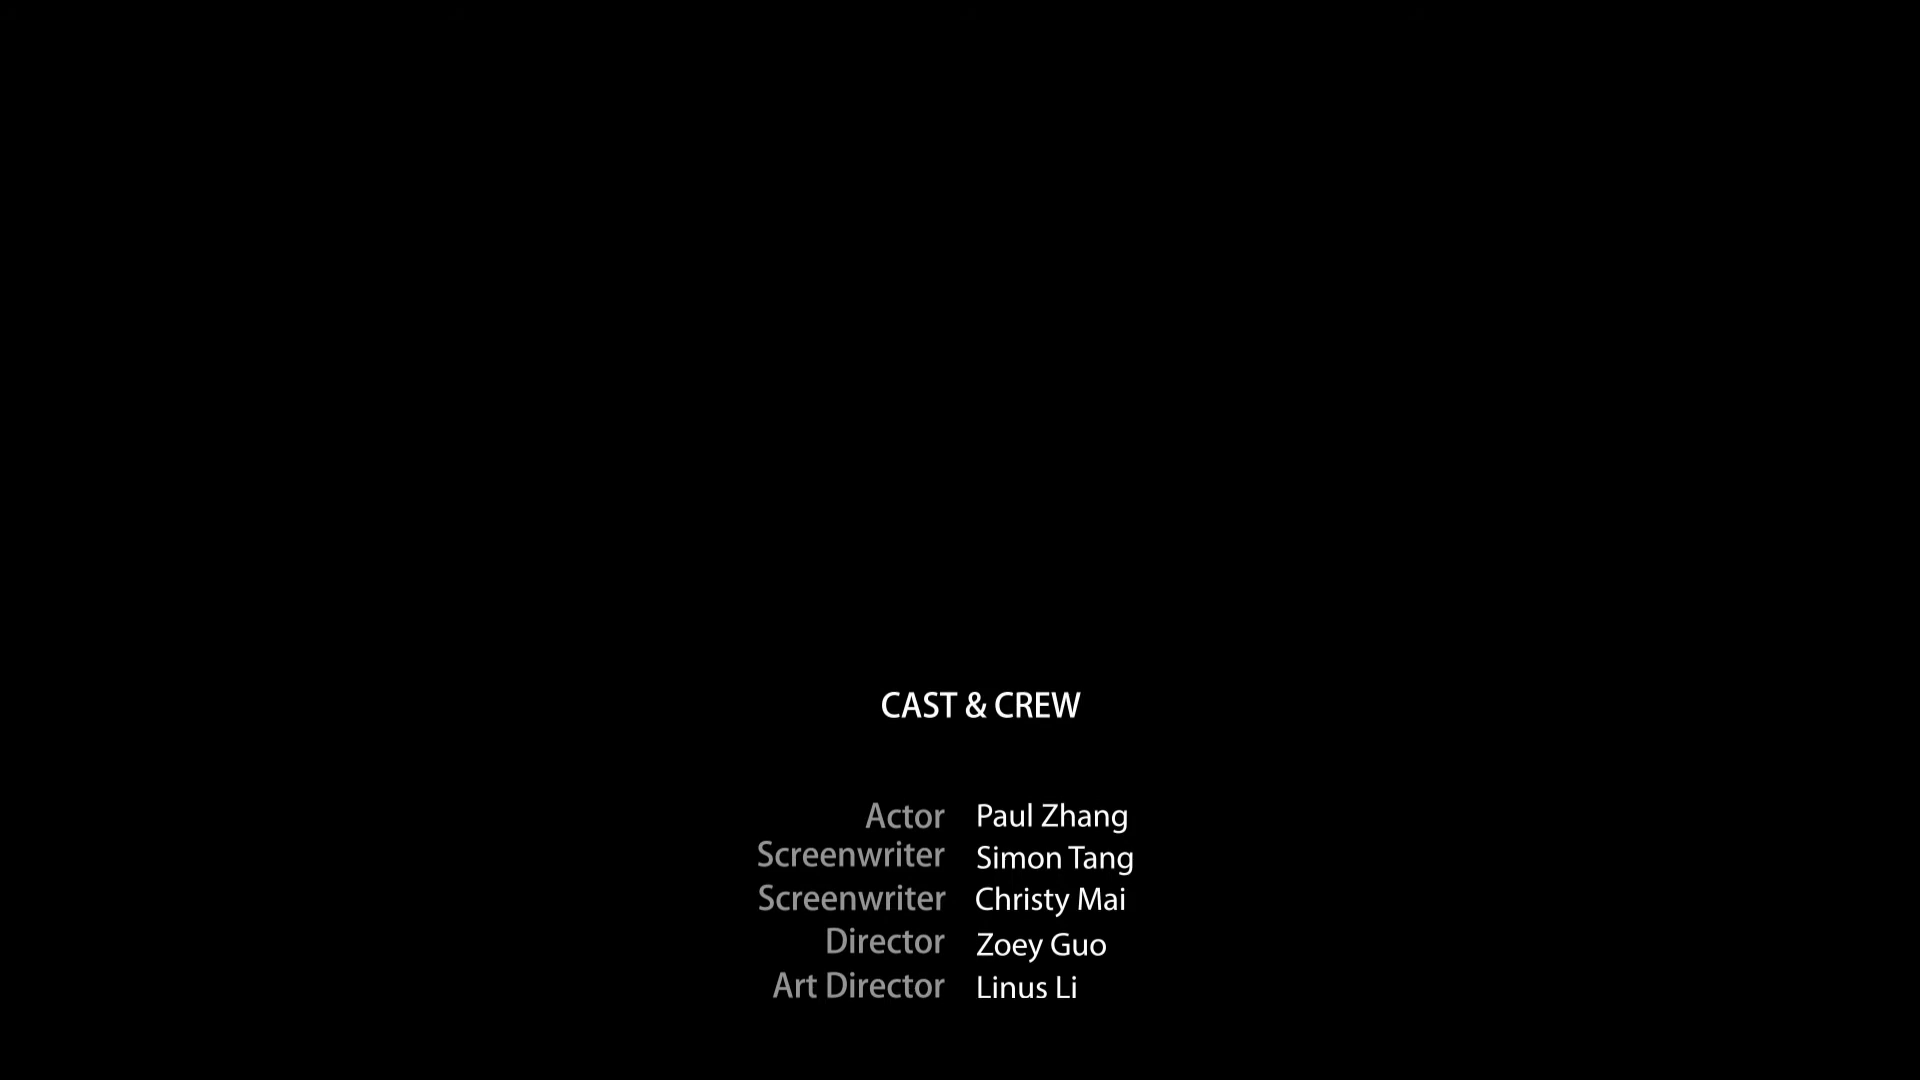 CAST & CREW
Actor Paul Zhang
Screenwriter Simon Tang
Screenwriter Christy Mai
Director Zoey Guo
Art Director Linus Li